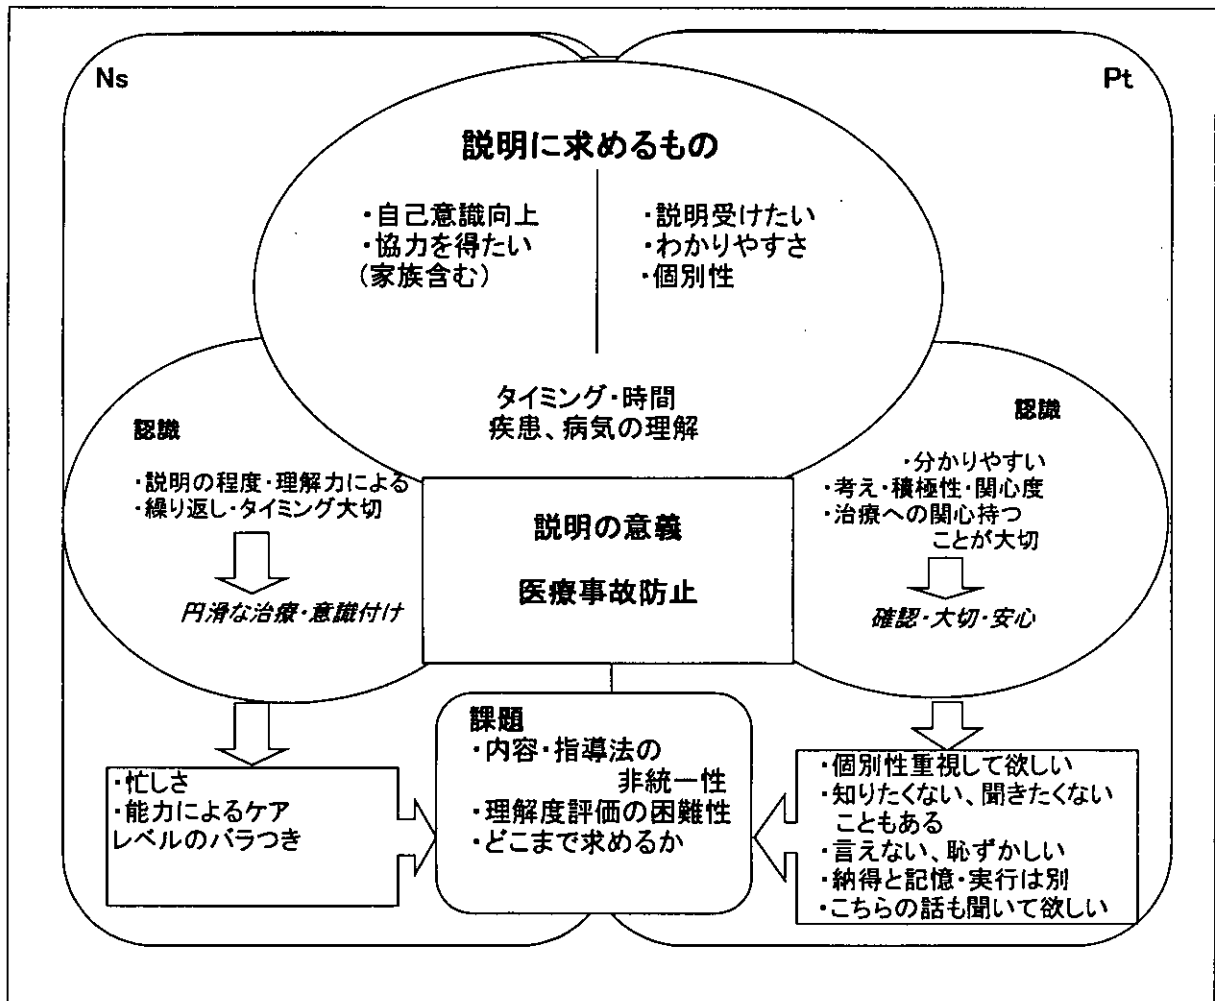 Ns
Pt
説明に求めるもの
・自己意識向上
・協力を得たい
(家族含む)
・説明受けたい
・わかりやすさ
・個別性
タイミング・時間
疾患、病気の理解
認識
・説明の程度・理解力による
・繰り返し・タイミング大切
円滑な治療・意識付け
説明の意義
医療事故防止
認識
・分かりやすい
・考え・積極性・関心度
・治療への関心持つ
ことが大切
確認・大切・安心
・忙しさ
・能力によるケア
レベルのバラつき
課題
・内容・指導法の
非統一性
・理解度評価の困難性
・どこまで求めるか
・個別性重視して欲しい
・知りたくない、聞きたくない
こともある
・言えない、恥ずかしい
・納得と記憶・実行は別
・こちらの話も聞いて欲しい